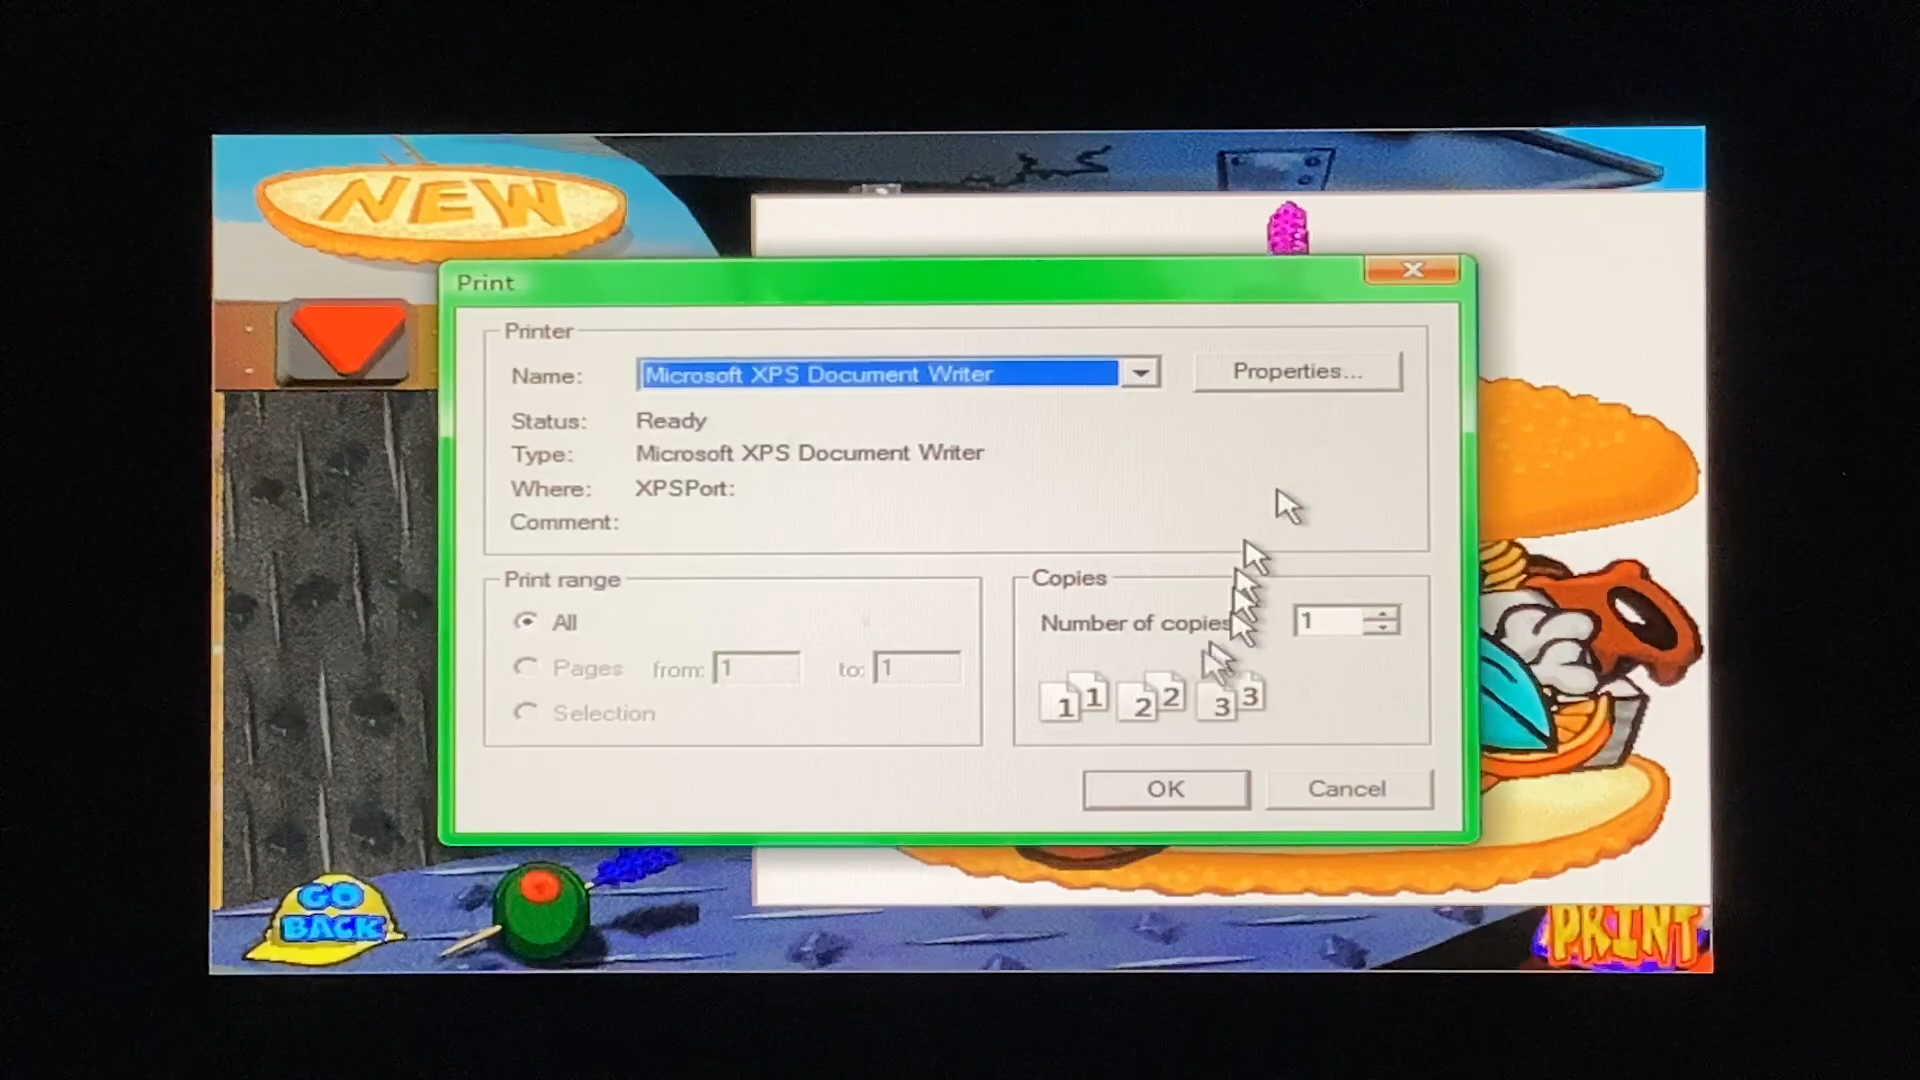 NEW
Print
Printer
Name: Microsoft XPS Document Writer Properties...
Status: Ready
Type: Microsoft XPS Document Writer
Where: XPSPort:
Comment:
Print range
All
Pages from: 1 to: 1
Selection
Copies
Number of copies 1
1 1 2 2 3 3
OK Cancel
GO
BACK
PRINT